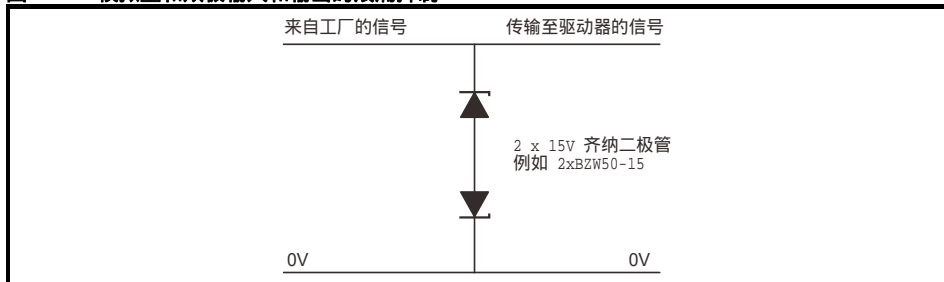 来自工厂的信号
传输至驱动器的信号
2 x 15V 齐纳二极管
例如 2xBZW50-15
0V
0V